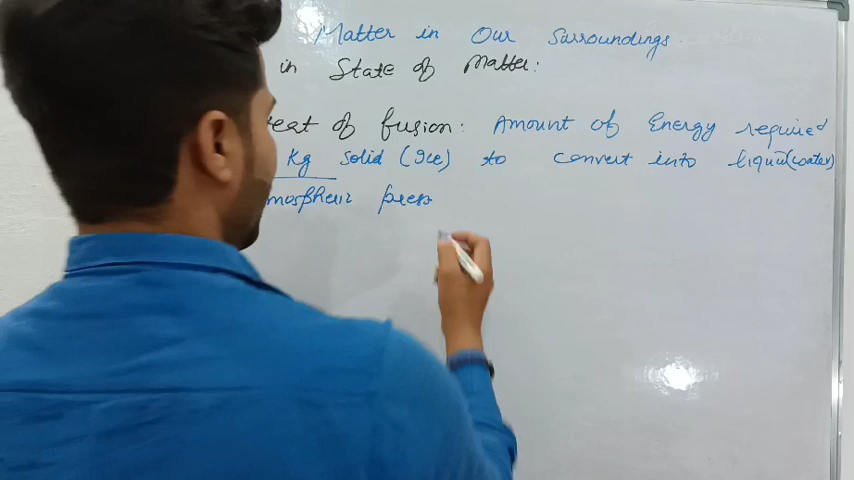 Matter in Our Surroundings
in State of Matter:
eat of fusion: Amount of Energy required
Kg solid (Ice) to convert into liquid (water)
mospheric press